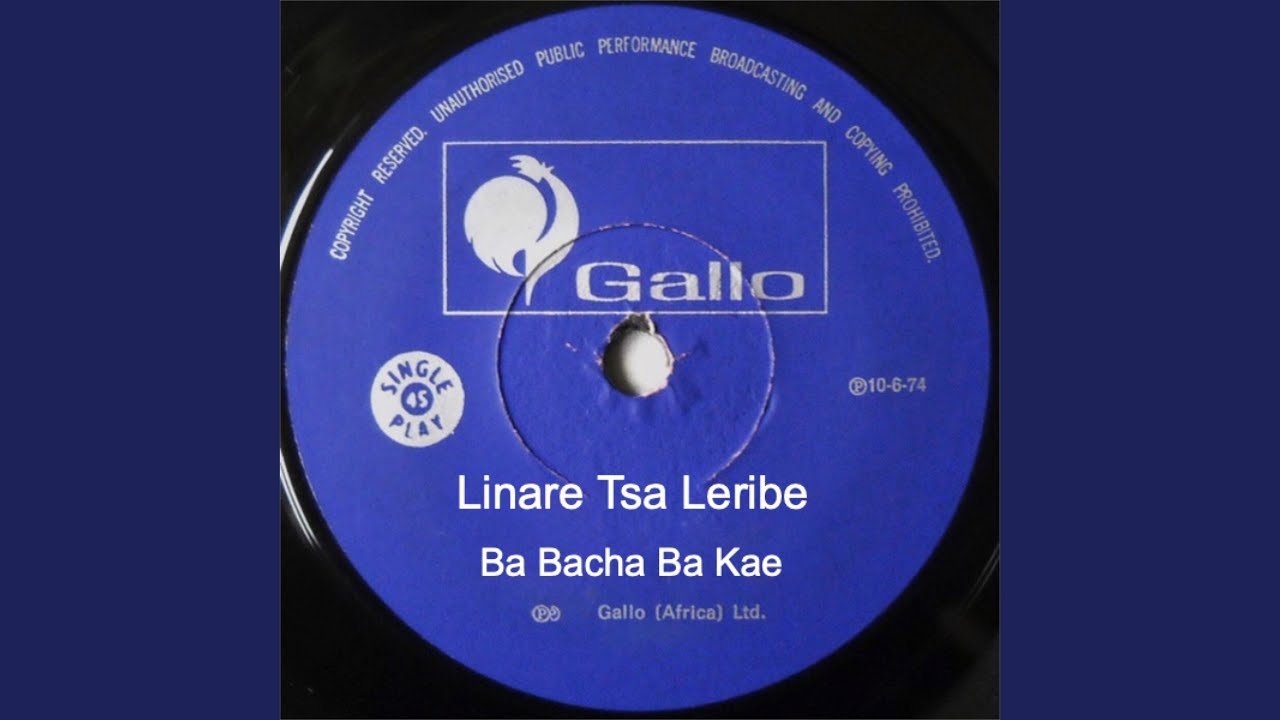 COPYRIGHT RESERVED. UNAUTHORISED PUBLIC PERFORMANCE BROADCASTING AND COPYING PROHIBITED.
Gallo
SINGLE
45
PLAY
℗10-6-74
Linare Tsa Leribe
Ba Bacha Ba Kae
℗ Gallo (Africa) Ltd.